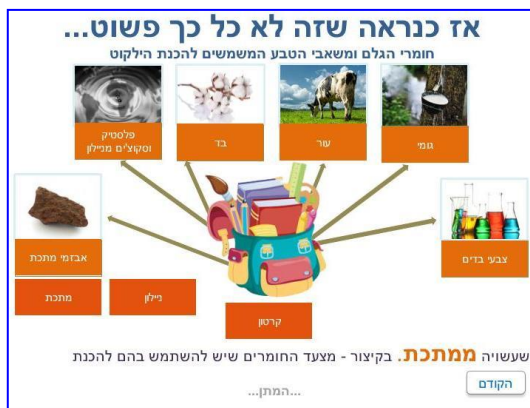 אז כנראה שזה לא כל כך פשוט...
חומרי הגלם ומשאבי הטבע המשמשים להכנת הילקוט
גומי
עור
בד
פלסטיק
וסקוצ'ים מניילון
צבעי בדים
אבזמי מתכת
ניילון
מתכת
קרטון
שעשויה ממתכת. בקיצור - מצעד החומרים שיש להשתמש בהם להכנת
הקודם
...המתן...